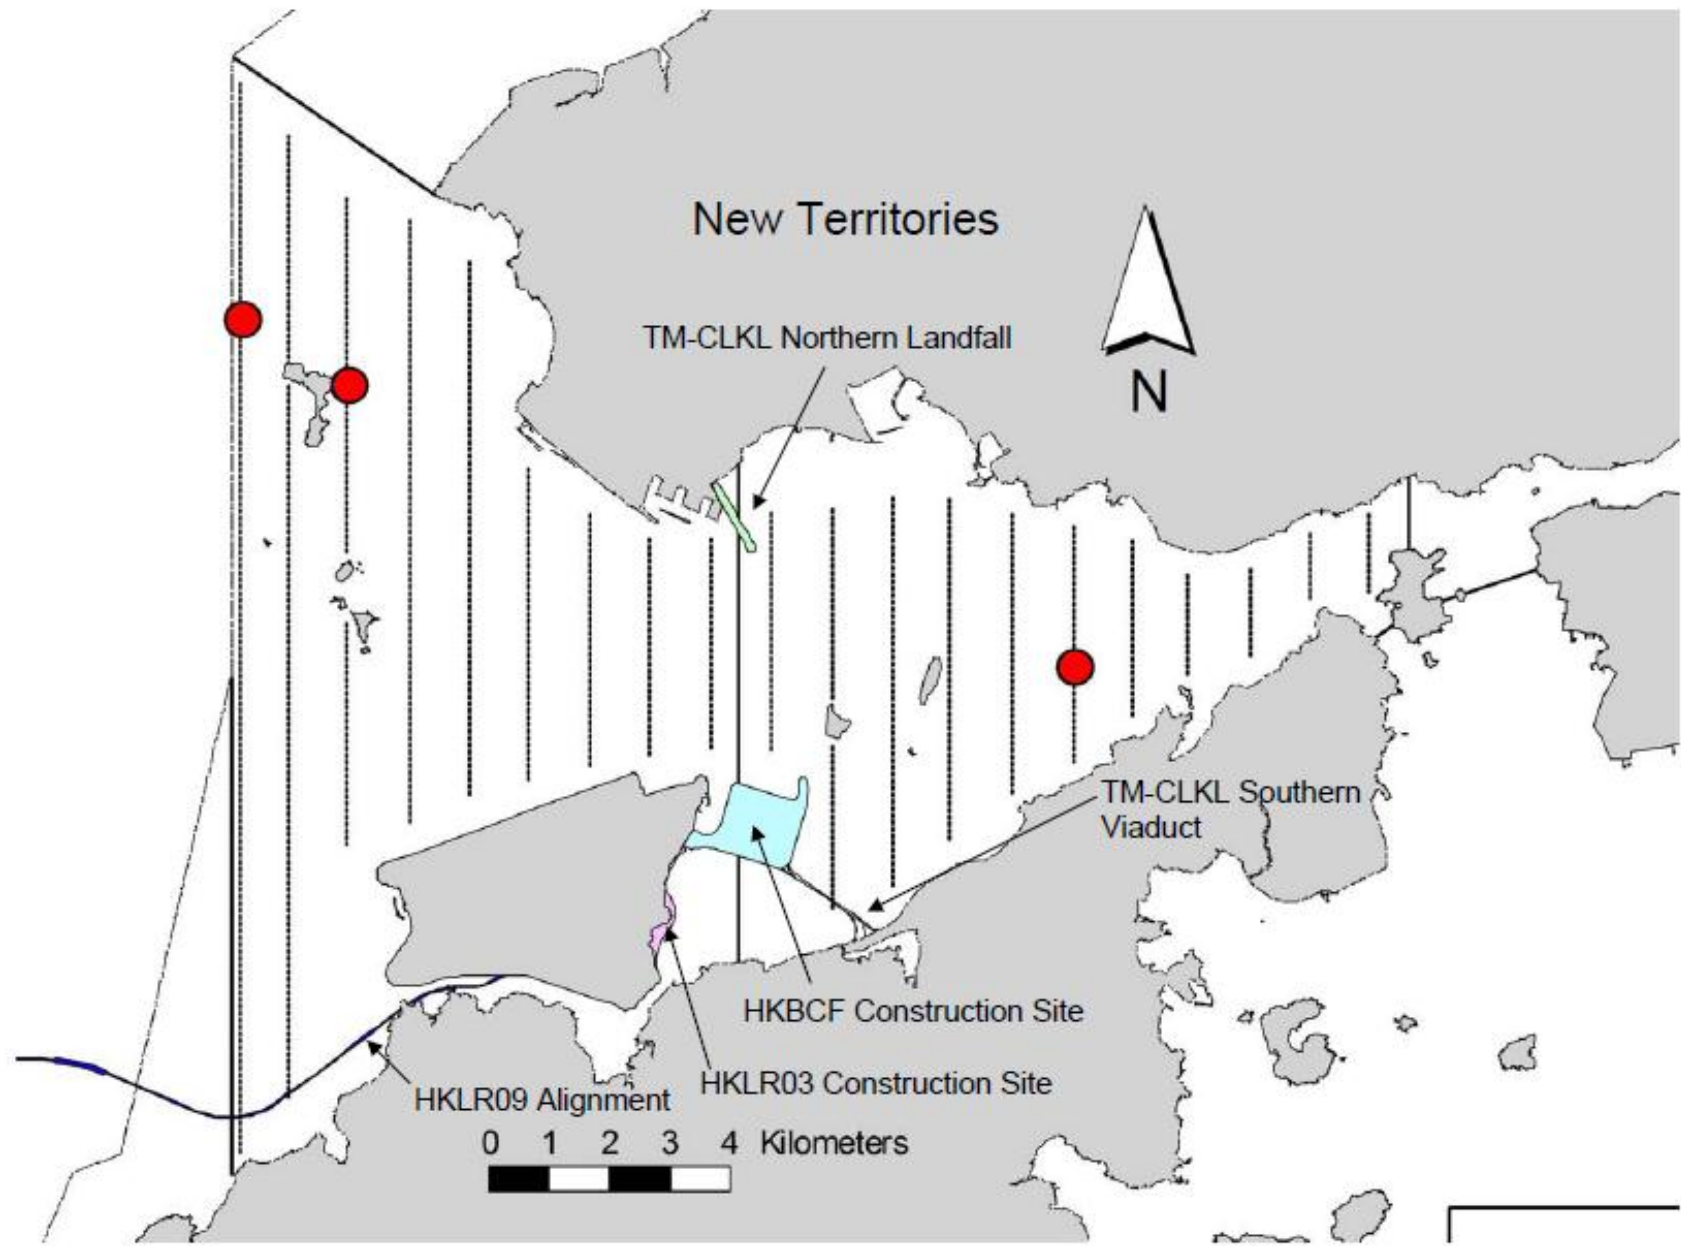 New Territories
TM-CLKL Northern Landfall
N
TM-CLKL Southern
Viaduct
HKBCF Construction Site
HKLR03 Construction Site
HKLR09 Alignment
0 1 2 3 4 Kilometers